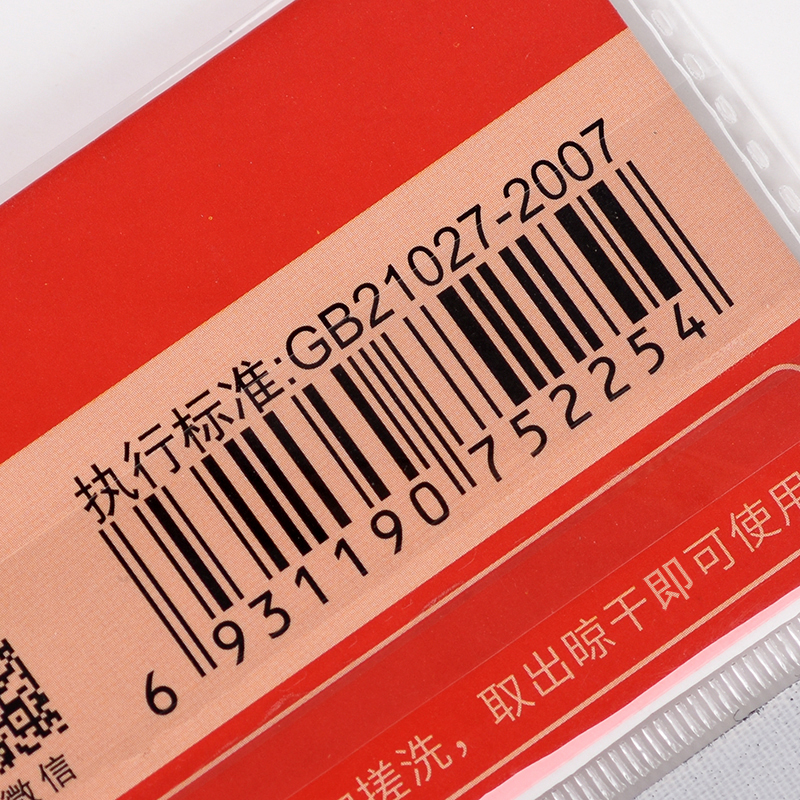 执行标准:GB21027-2007
6 931190 752254
微信
搓洗，取出晾干即可使用